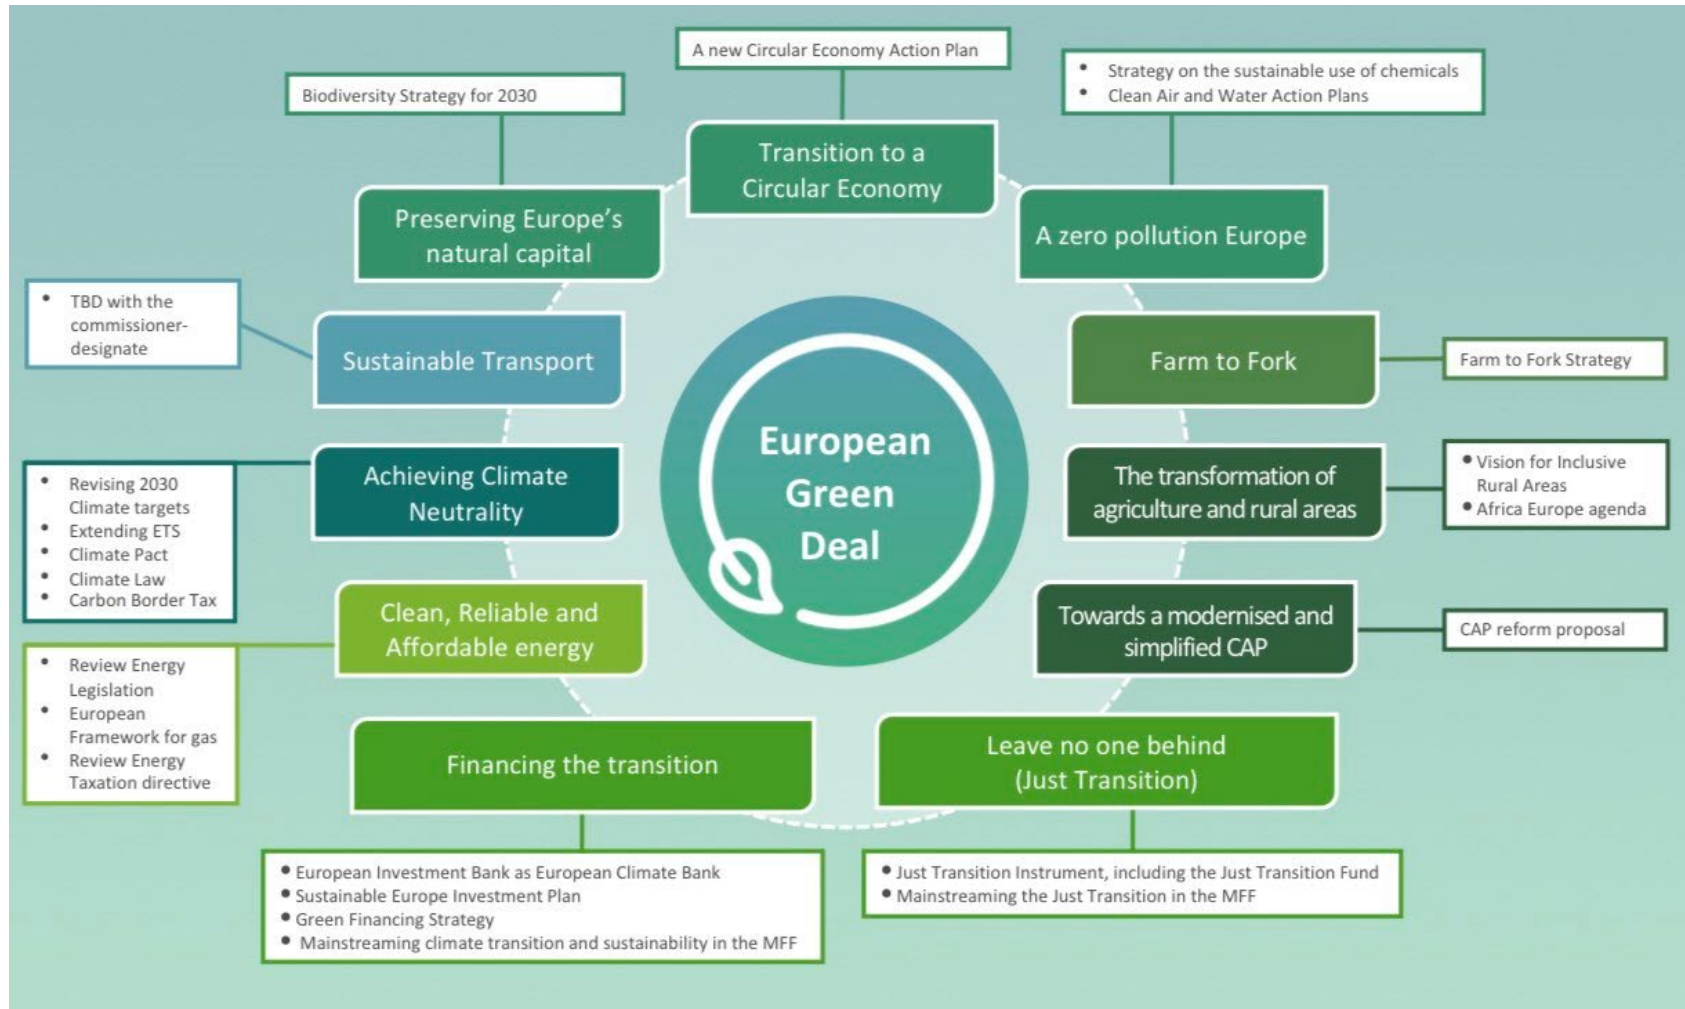 A new Circular Economy Action Plan
Biodiversity Strategy for 2030
• Strategy on the sustainable use of chemicals
• Clean Air and Water Action Plans
Transition to a
Circular Economy
Preserving Europe's
natural capital
A zero pollution Europe
• TBD with the
commissioner-
designate
Sustainable Transport
Farm to Fork
Farm to Fork Strategy
European
Green
Deal
• Revising 2030
Climate targets
• Extending ETS
• Climate Pact
• Climate Law
• Carbon Border Tax
Achieving Climate
Neutrality
The transformation of
agriculture and rural areas
• Vision for Inclusive
Rural Areas
• Africa Europe agenda
Clean, Reliable and
Affordable energy
Towards a modernised and
simplified CAP
CAP reform proposal
• Review Energy
Legislation
• European
Framework for gas
• Review Energy
Taxation directive
Financing the transition
Leave no one behind
(Just Transition)
• European Investment Bank as European Climate Bank
• Sustainable Europe Investment Plan
• Green Financing Strategy
• Mainstreaming climate transition and sustainability in the MFF
• Just Transition Instrument, including the Just Transition Fund
• Mainstreaming the Just Transition in the MFF